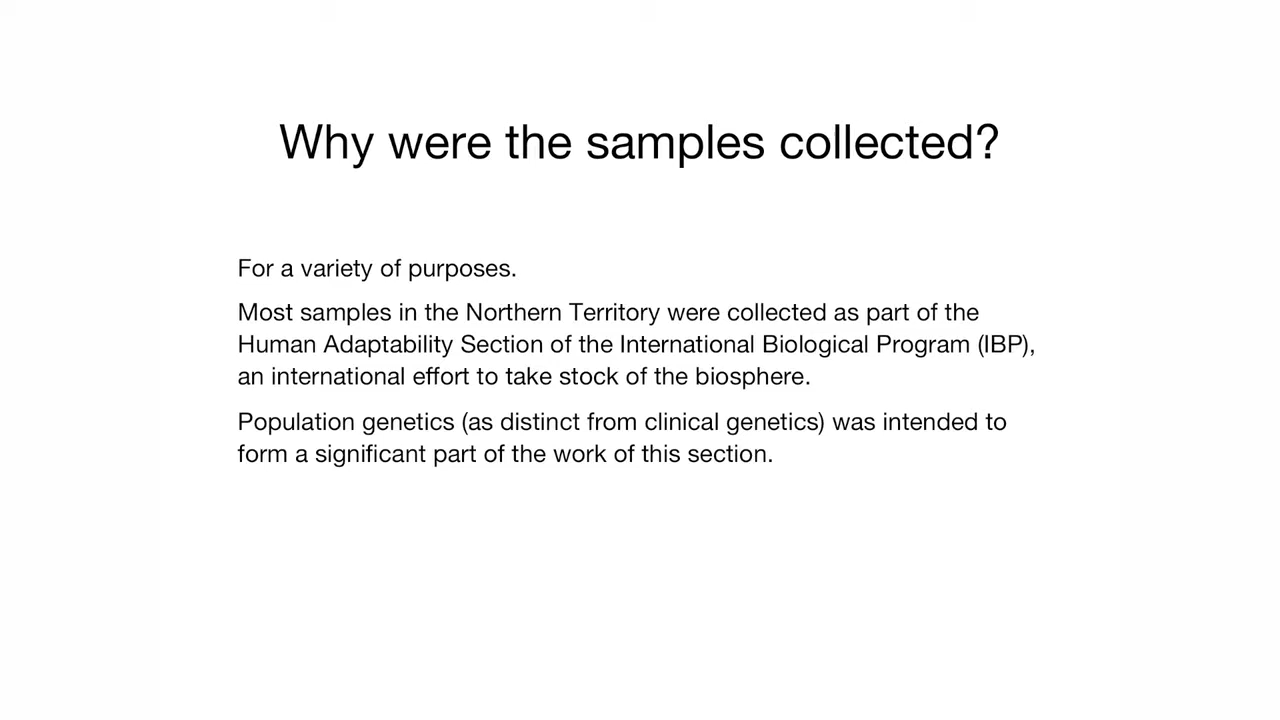 Why were the samples collected?
For a variety of purposes.
Most samples in the Northern Territory were collected as part of the
Human Adaptability Section of the International Biological Program (IBP),
an international effort to take stock of the biosphere.
Population genetics (as distinct from clinical genetics) was intended to
form a significant part of the work of this section.